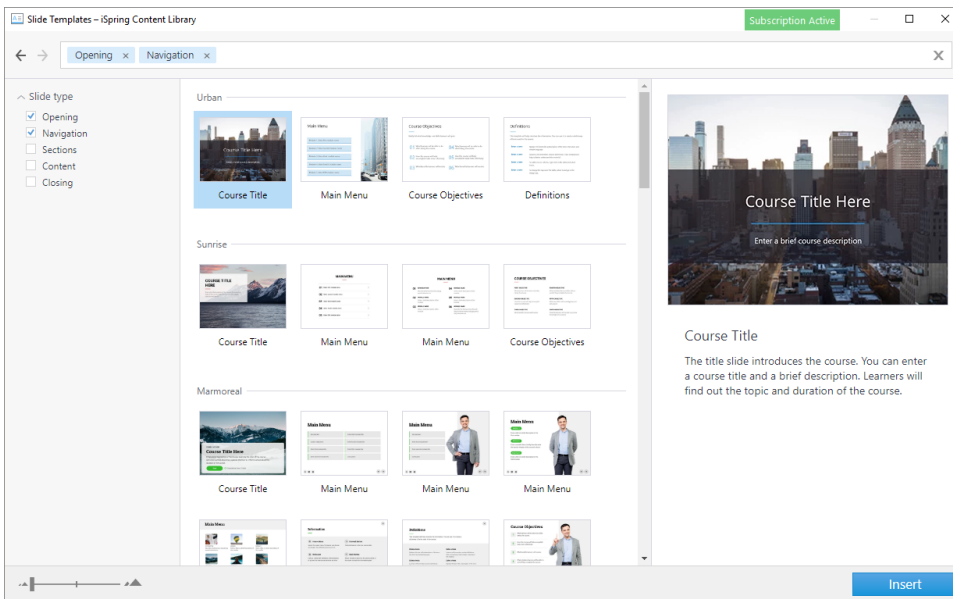 Slide Templates – iSpring Content Library
Subscription Active
Opening ×
Navigation ×
Slide type
Opening
Navigation
Sections
Content
Closing
Urban
Main Menu
Course Objectives
Definitions
Course Title Here
Course Title
Main Menu
Course Objectives
Definitions
Sunrise
COURSE TITLE
HERE
MAIN MENU
COURSE OBJECTIVES
Course Title
Main Menu
Main Menu
Course Objectives
Marmoreal
Course Title Here
Main Menu
Main Menu
Main Menu
Course Title
Main Menu
Main Menu
Main Menu
Main Menu
Information
Definitions
Course Objectives
Course Title Here
Enter a brief course description
Course Title
The title slide introduces the course. You can enter
a course title and a brief description. Learners will
find out the topic and duration of the course.
Insert